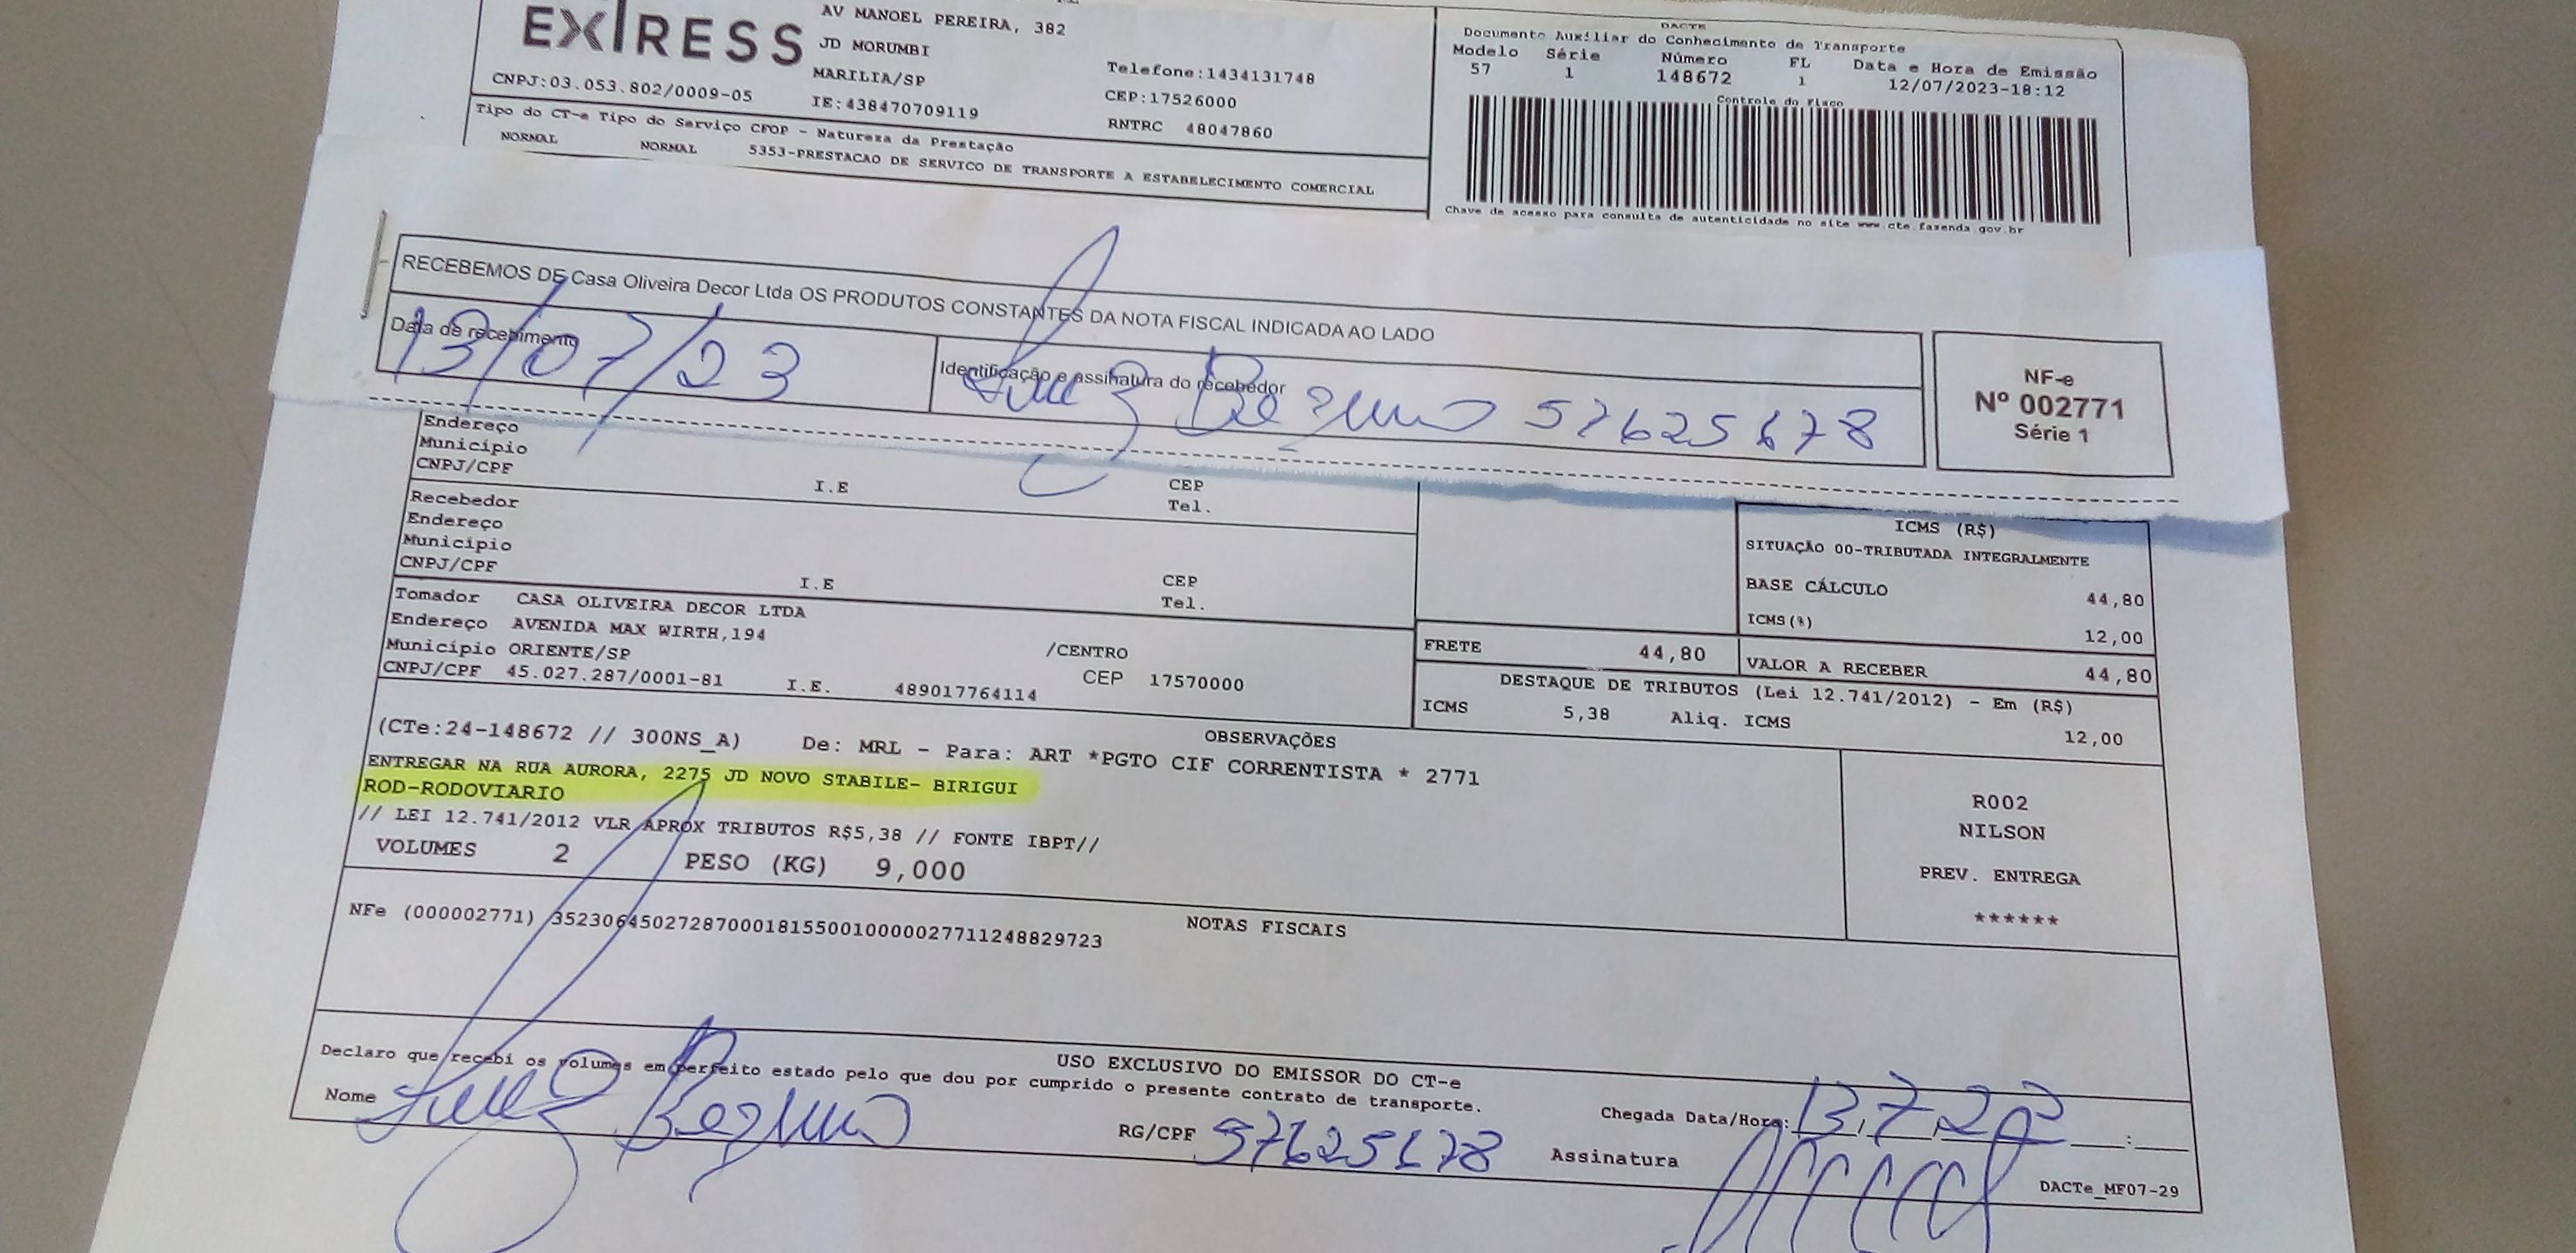 EXPRESS
AV MANOEL PEREIRA, 382
JD MORUMBI
MARILIA/SP
IE:438470709119
Telefone:1434131748
CEP:17526000
RNTRC 48047860
CNPJ:03.053.802/0009-05
Tipo do CT-e Tipo do Serviço CFOP - Natureza da Prestação
NORMAL NORMAL 5353-PRESTACAO DE SERVICO DE TRANSPORTE A ESTABELECIMENTO COMERCIAL
DACTE
Documento Auxiliar do Conhecimento de Transporte
Modelo Série Número FL Data e Hora de Emissão
57 1 148672 1 12/07/2023-18:12
Controle do Fisco
Chave de acesso para consulta de autenticidade no site www.cte.fazenda.gov.br
RECEBEMOS DE Casa Oliveira Decor Ltda OS PRODUTOS CONSTANTES DA NOTA FISCAL INDICADA AO LADO
Data de recebimento
13/07/23
Identificação e assinatura do recebedor
57625678
NF-e
Nº 002771
Série 1
Endereço
Município
CNPJ/CPF I.E CEP
Tel.
Recebedor
Endereço
Município
CNPJ/CPF I.E CEP
Tel.
Tomador CASA OLIVEIRA DECOR LTDA
Endereço AVENIDA MAX WIRTH,194 /CENTRO
Município ORIENTE/SP CEP 17570000
CNPJ/CPF 45.027.287/0001-81 I.E. 489017764114
ICMS (R$)
SITUAÇÃO 00-TRIBUTADA INTEGRALMENTE
BASE CÁLCULO 44,80
ICMS(%) 12,00
FRETE 44,80 VALOR A RECEBER 44,80
DESTAQUE DE TRIBUTOS (Lei 12.741/2012) - Em (R$)
ICMS 5,38 Aliq. ICMS 12,00
OBSERVAÇÕES
(CTe:24-148672 // 300NS_A) De: MRL - Para: ART *PGTO CIF CORRENTISTA * 2771
ENTREGAR NA RUA AURORA, 2275 JD NOVO STABILE- BIRIGUI
ROD-RODOVIARIO
// LEI 12.741/2012 VLR APROX TRIBUTOS R$5,38 // FONTE IBPT//
VOLUMES 2 PESO (KG) 9,000
R002
NILSON
PREV. ENTREGA
******
NOTAS FISCAIS
NFe (000002771) 35230645027287000181550010000027711248829723
USO EXCLUSIVO DO EMISSOR DO CT-e
Declaro que recebi os volumes em perfeito estado pelo que dou por cumprido o presente contrato de transporte.
Nome
RG/CPF 57625678
Chegada Data/Hora: 13,7,23 :
Assinatura
DACTe_MF07-29